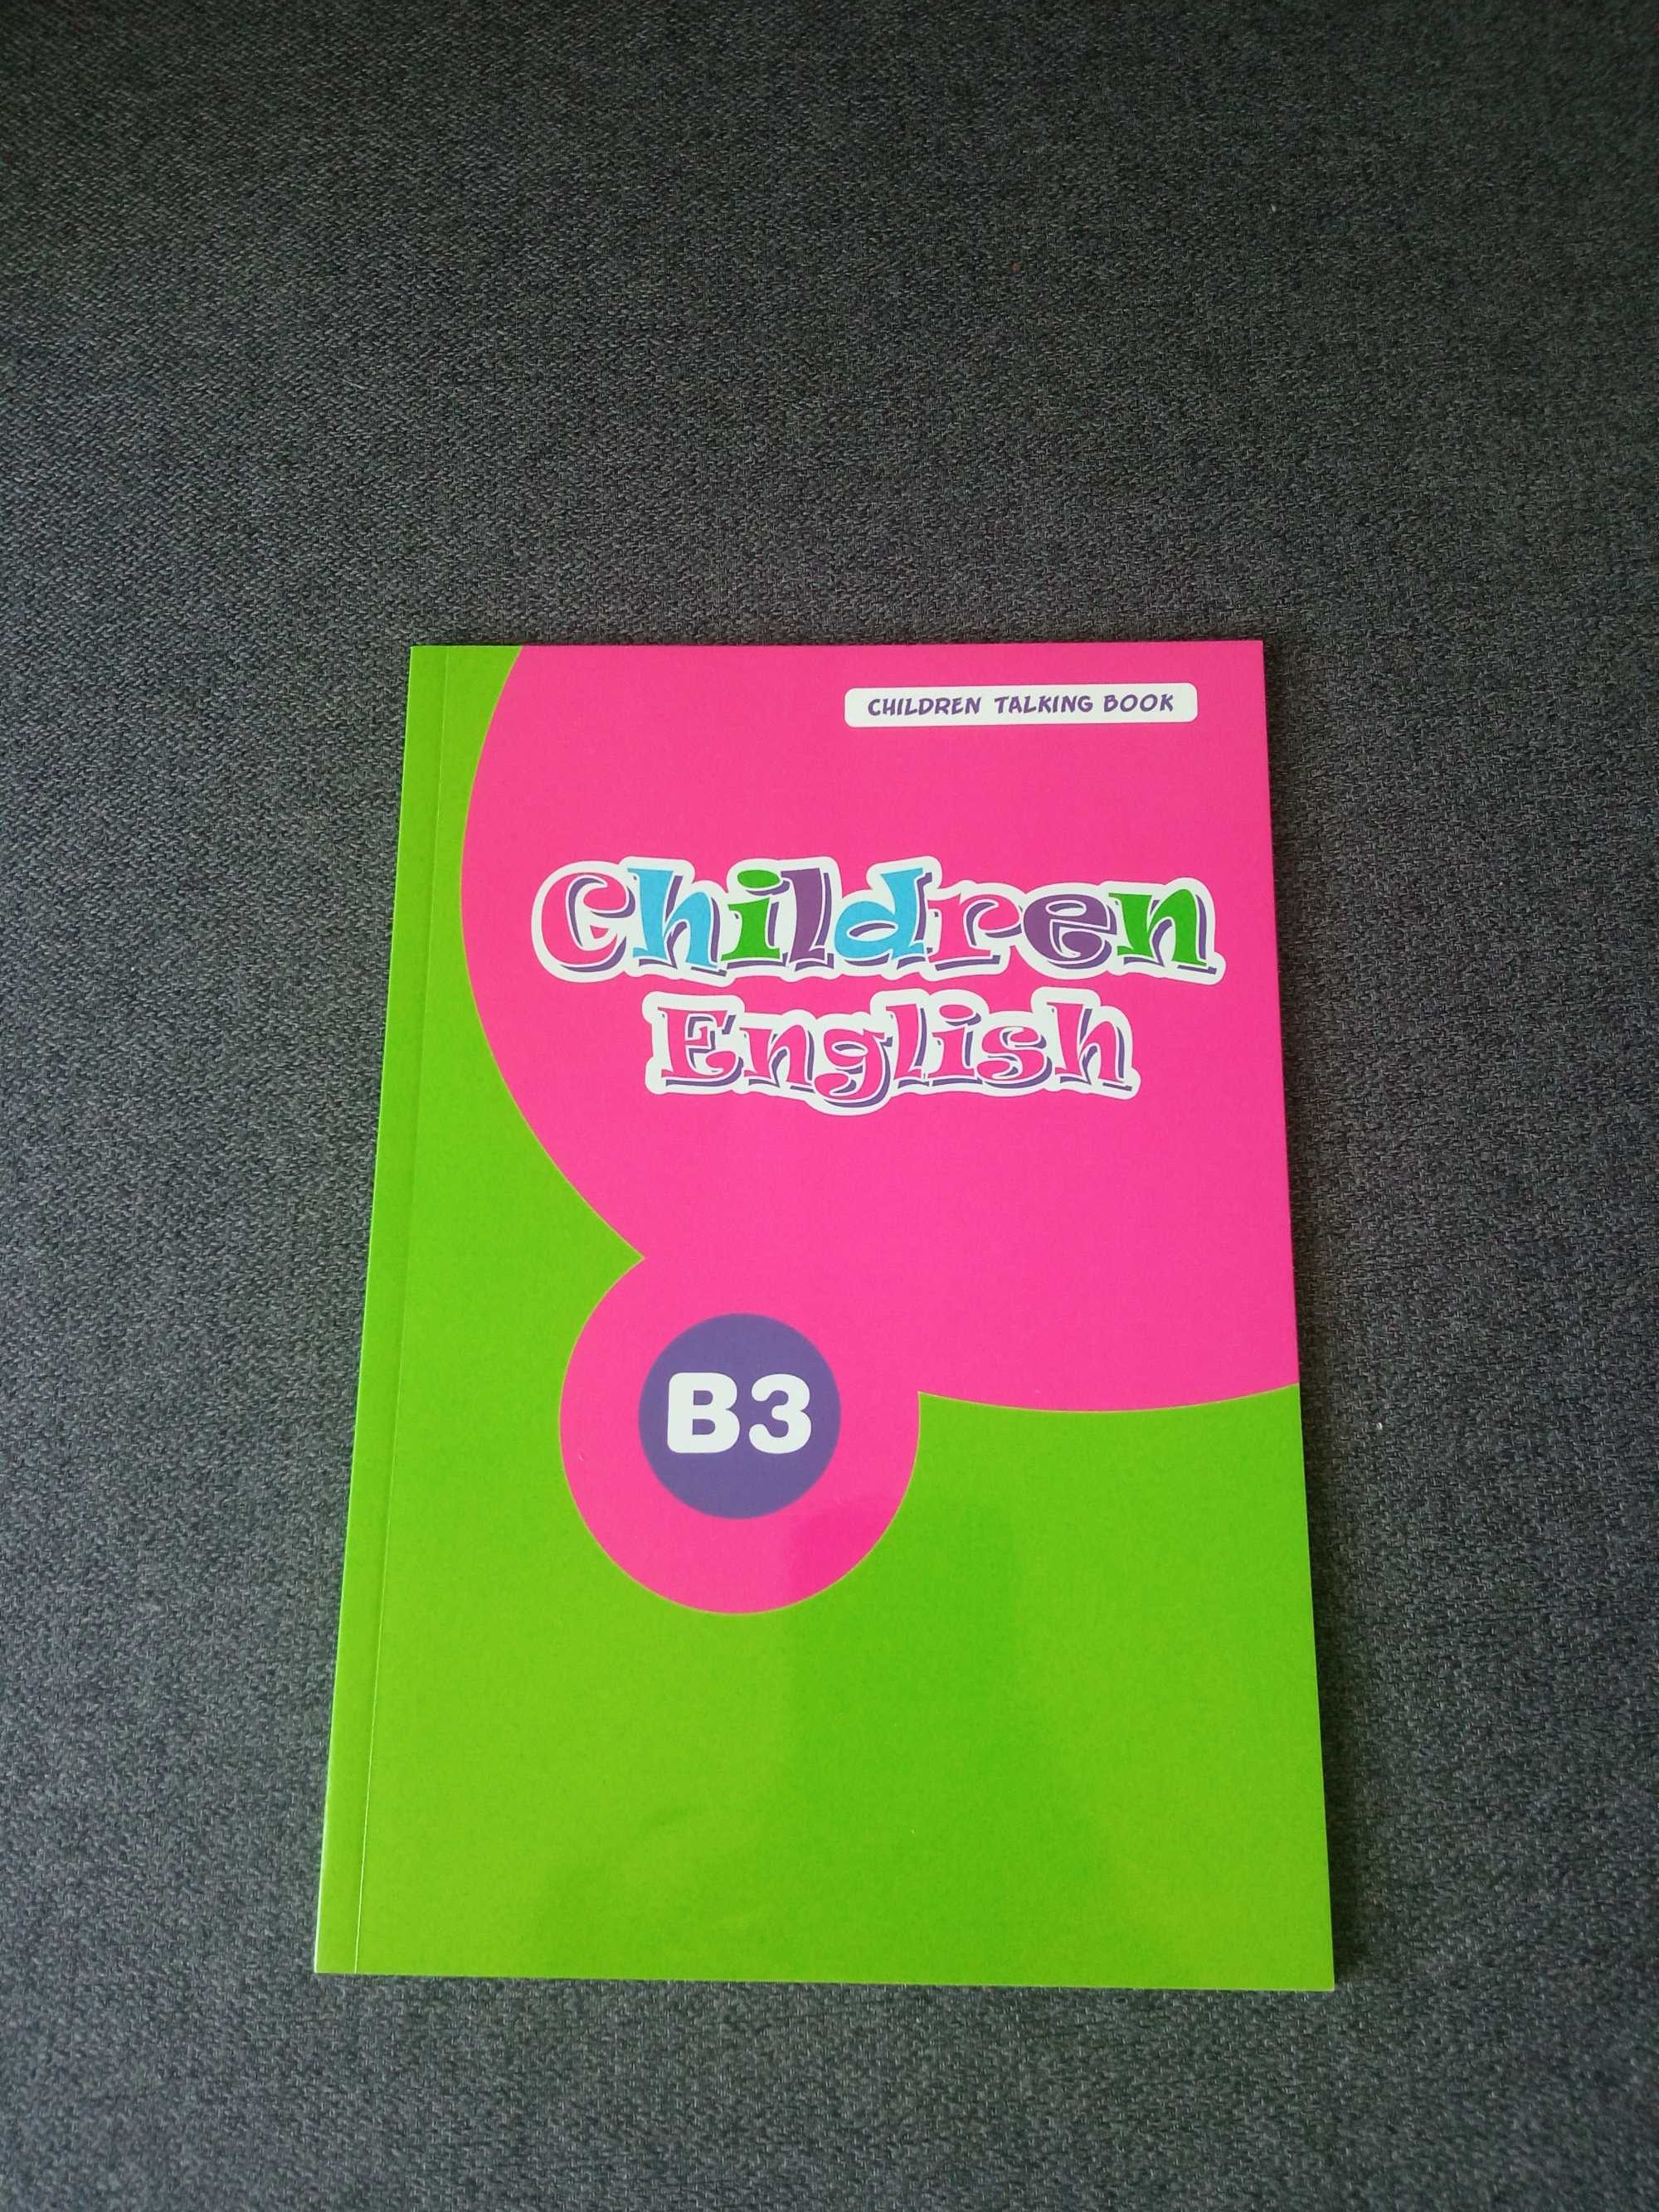 CHILDREN TALKING BOOK
Children
English
B3